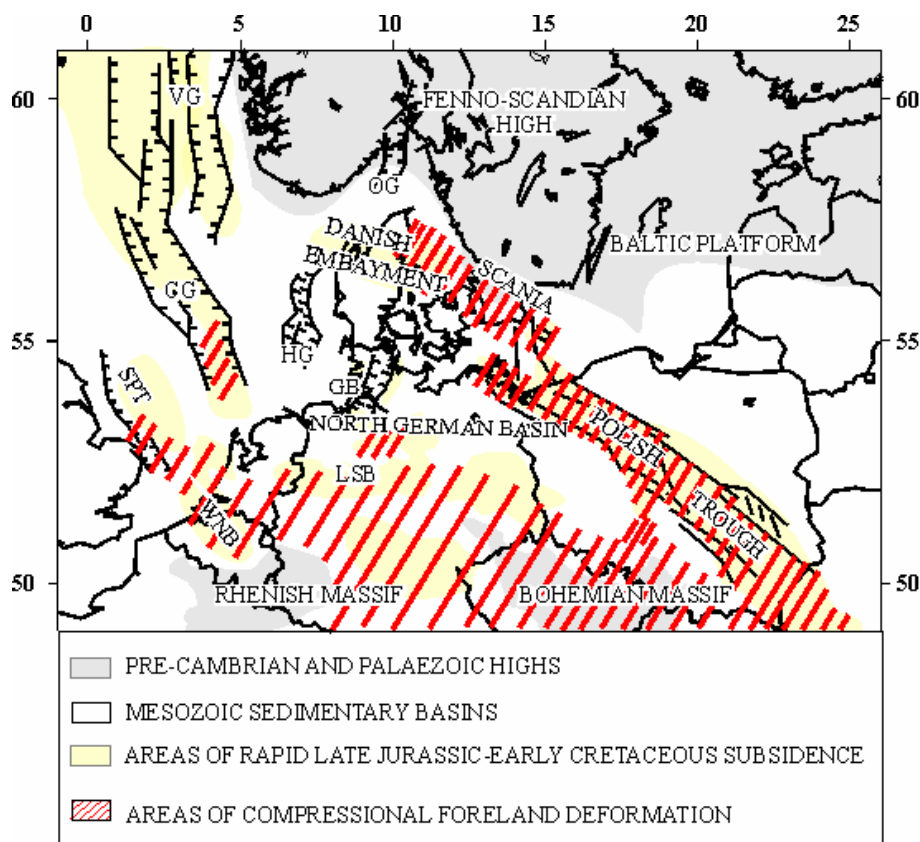 0 5 10 15 20 25
60 60
VG
FENNO-SCANDIAN
HIGH
OG
DANISH
EMBAYMENT
SCANIA
BALTIC PLATFORM
GG
55 55
HG
SPT
GB
NORTH GERMAN BASIN
POLISH
TROUGH
LSB
WNB
50 50
RHENISH MASSIF
BOHEMIAN MASSIF
PRE-CAMBRIAN AND PALAEZOIC HIGHS
MESOZOIC SEDIMENTARY BASINS
AREAS OF RAPID LATE JURASSIC-EARLY CRETACEOUS SUBSIDENCE
AREAS OF COMPRESSIONAL FORELAND DEFORMATION